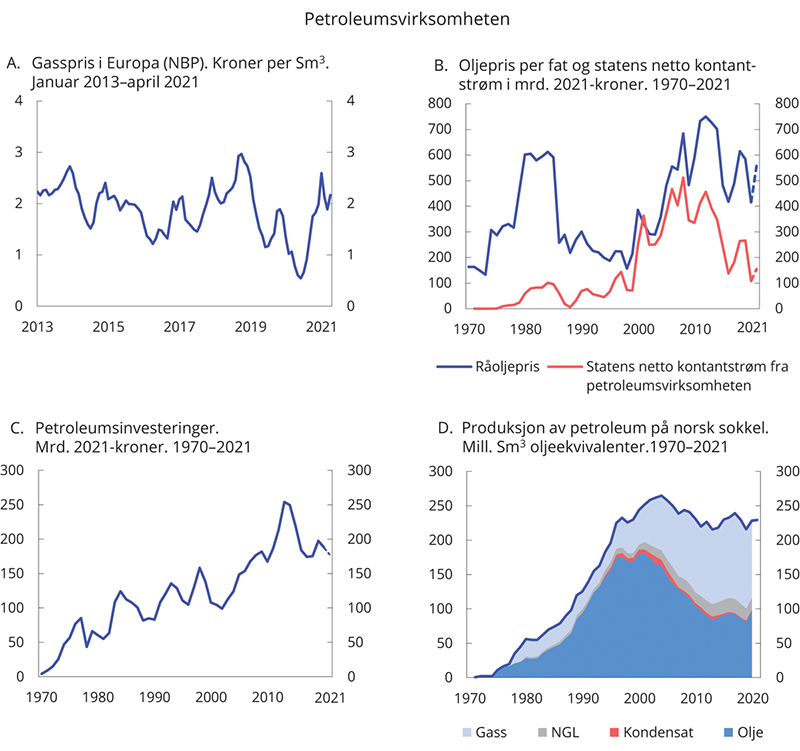 Petroleumsvirksomheten
A. Gasspris i Europa (NBP). Kroner per Sm³.
Januar 2013–april 2021
4 4
3 3
2 2
1 1
0 0
2013 2015 2017 2019 2021
B. Oljepris per fat og statens netto kontant-
strøm i mrd. 2021-kroner. 1970–2021
800 800
700 700
600 600
500 500
400 400
300 300
200 200
100 100
0 0
1970 1980 1990 2000 2010 2021
Råoljepris
Statens netto kontantstrøm fra
petroleumsvirksomheten
C. Petroleumsinvesteringer.
Mrd. 2021-kroner. 1970–2021
300 300
250 250
200 200
150 150
100 100
50 50
0 0
1970 1980 1990 2000 2010 2021
D. Produksjon av petroleum på norsk sokkel.
Mill. Sm³ oljeekvivalenter.1970–2021
300 300
250 250
200 200
150 150
100 100
50 50
0 0
1970 1980 1990 2000 2010 2020
Gass NGL Kondensat Olje